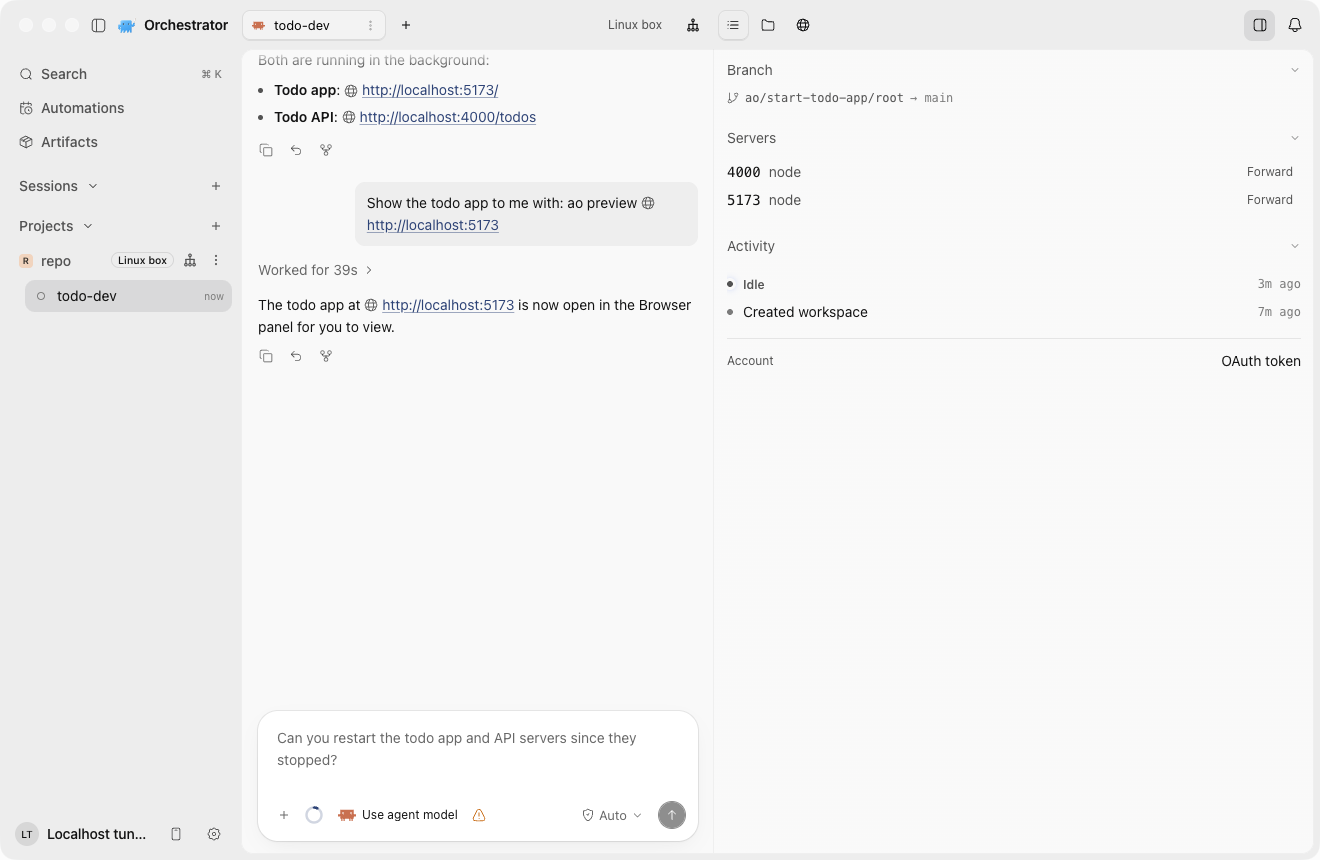 Orchestrator
todo-dev
Linux box
Search
⌘ K
Automations
Artifacts
Sessions
Projects
R
repo
Linux box
todo-dev
now
LT
Localhost tun...
Both are running in the background:
Todo app: http://localhost:5173/
Todo API: http://localhost:4000/todos
Show the todo app to me with: ao preview
http://localhost:5173
Worked for 39s
The todo app at http://localhost:5173 is now open in the Browser
panel for you to view.
Can you restart the todo app and API servers since they
stopped?
Use agent model
Auto
Branch
ao/start-todo-app/root → main
Servers
4000 node
Forward
5173 node
Forward
Activity
Idle
3m ago
Created workspace
7m ago
Account
OAuth token